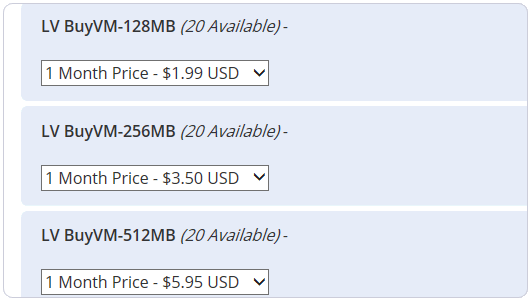 LV BuyVM-128MB (20 Available) -
1 Month Price - $1.99 USD
LV BuyVM-256MB (20 Available) -
1 Month Price - $3.50 USD
LV BuyVM-512MB (20 Available) -
1 Month Price - $5.95 USD